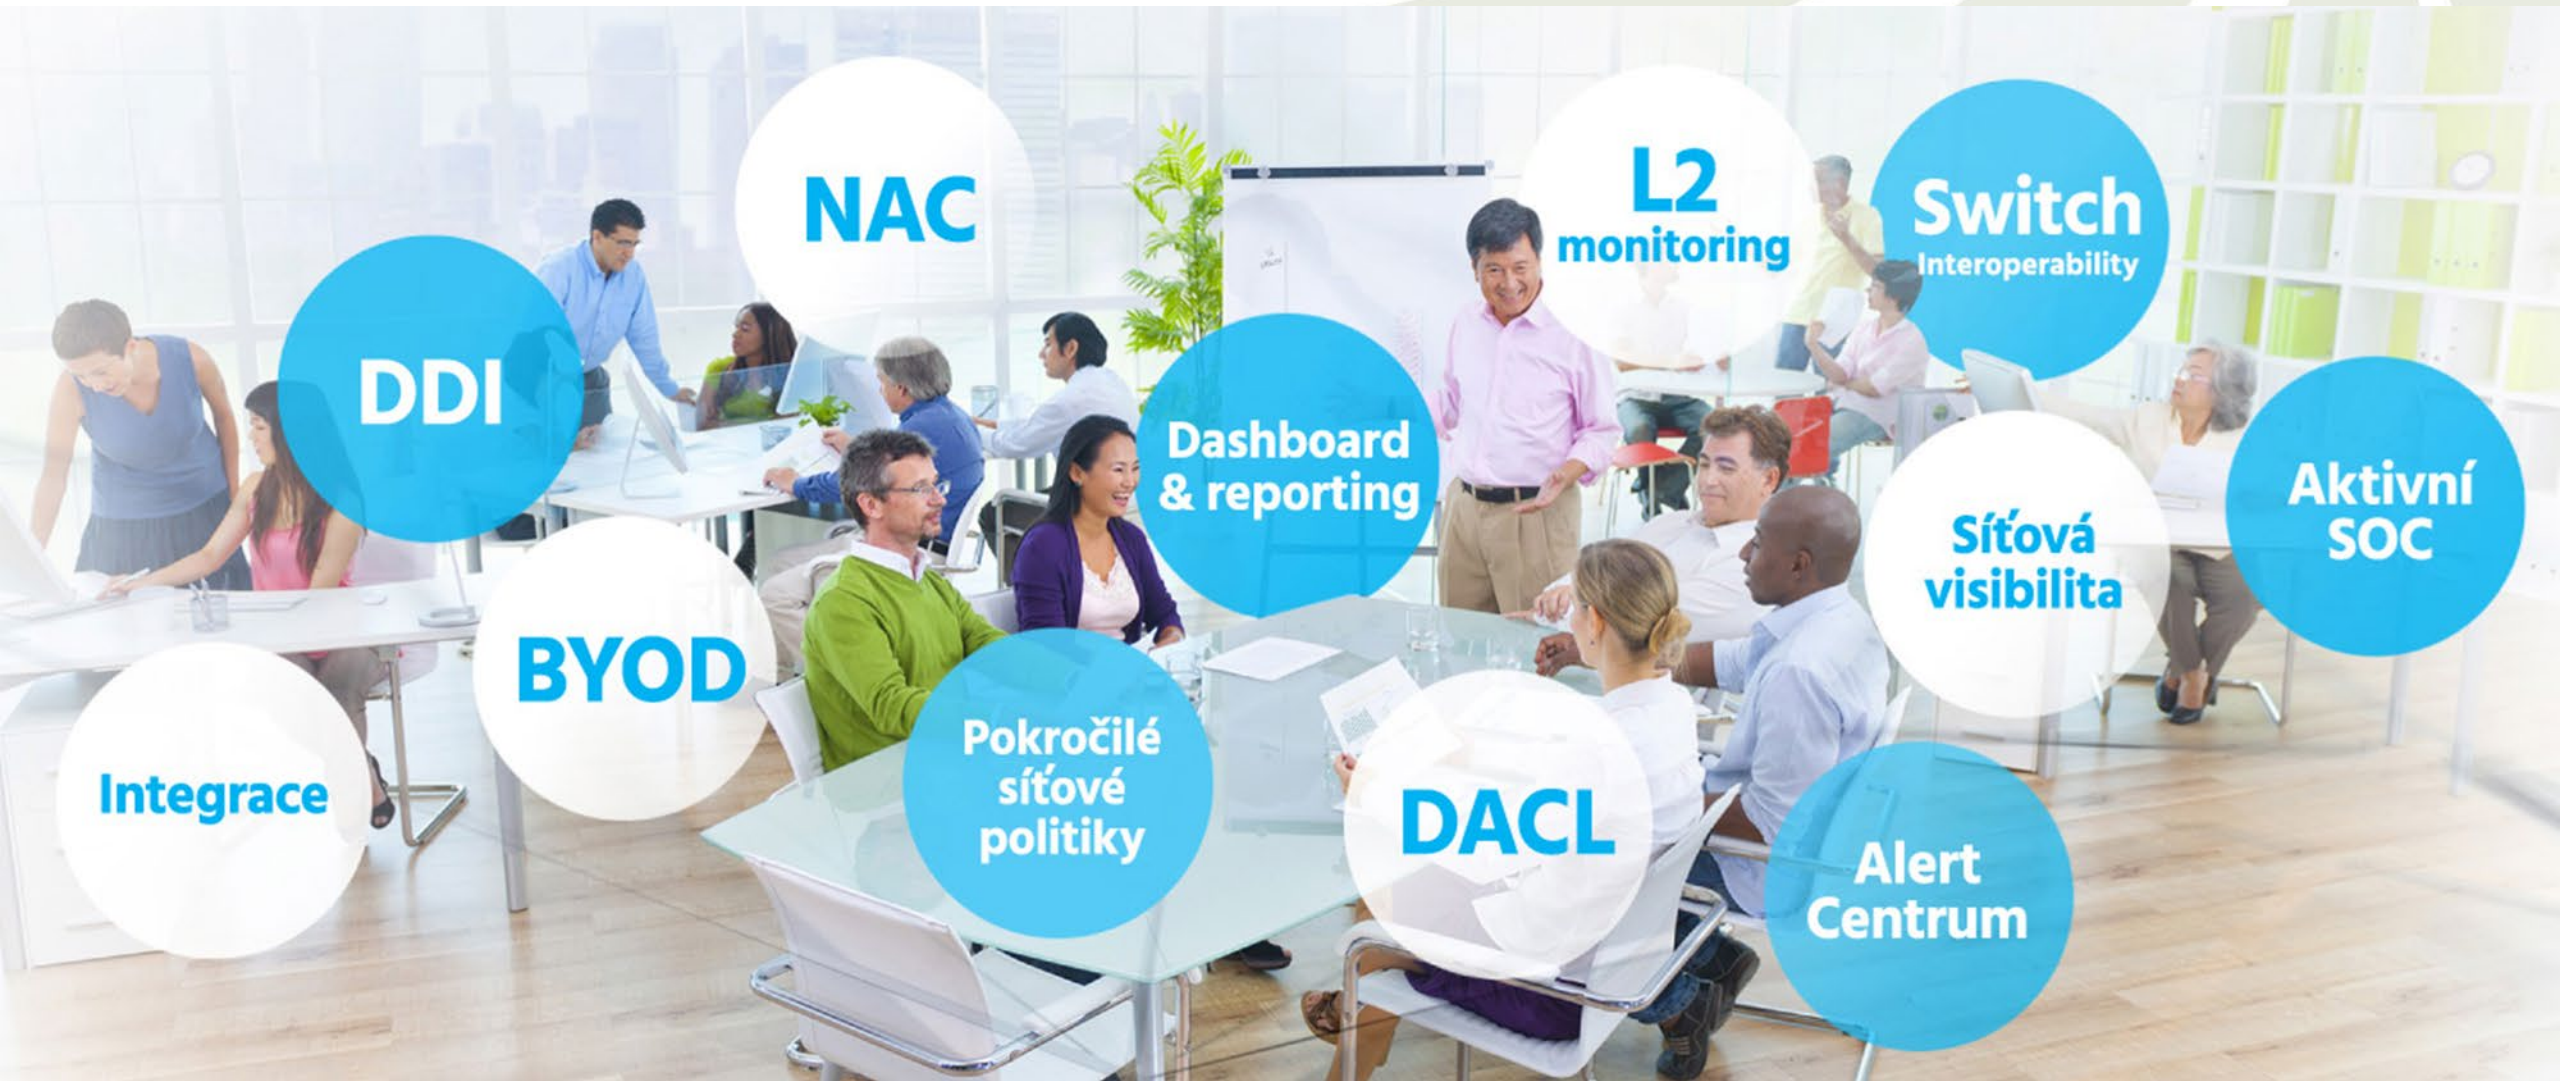 NAC
L2
monitoring
Switch
Interoperability
DDI
Dashboard
& reporting
Aktivní
SOC
Síťová
visibilita
BYOD
Pokročilé
síťové
politiky
Integrace
DACL
Alert
Centrum